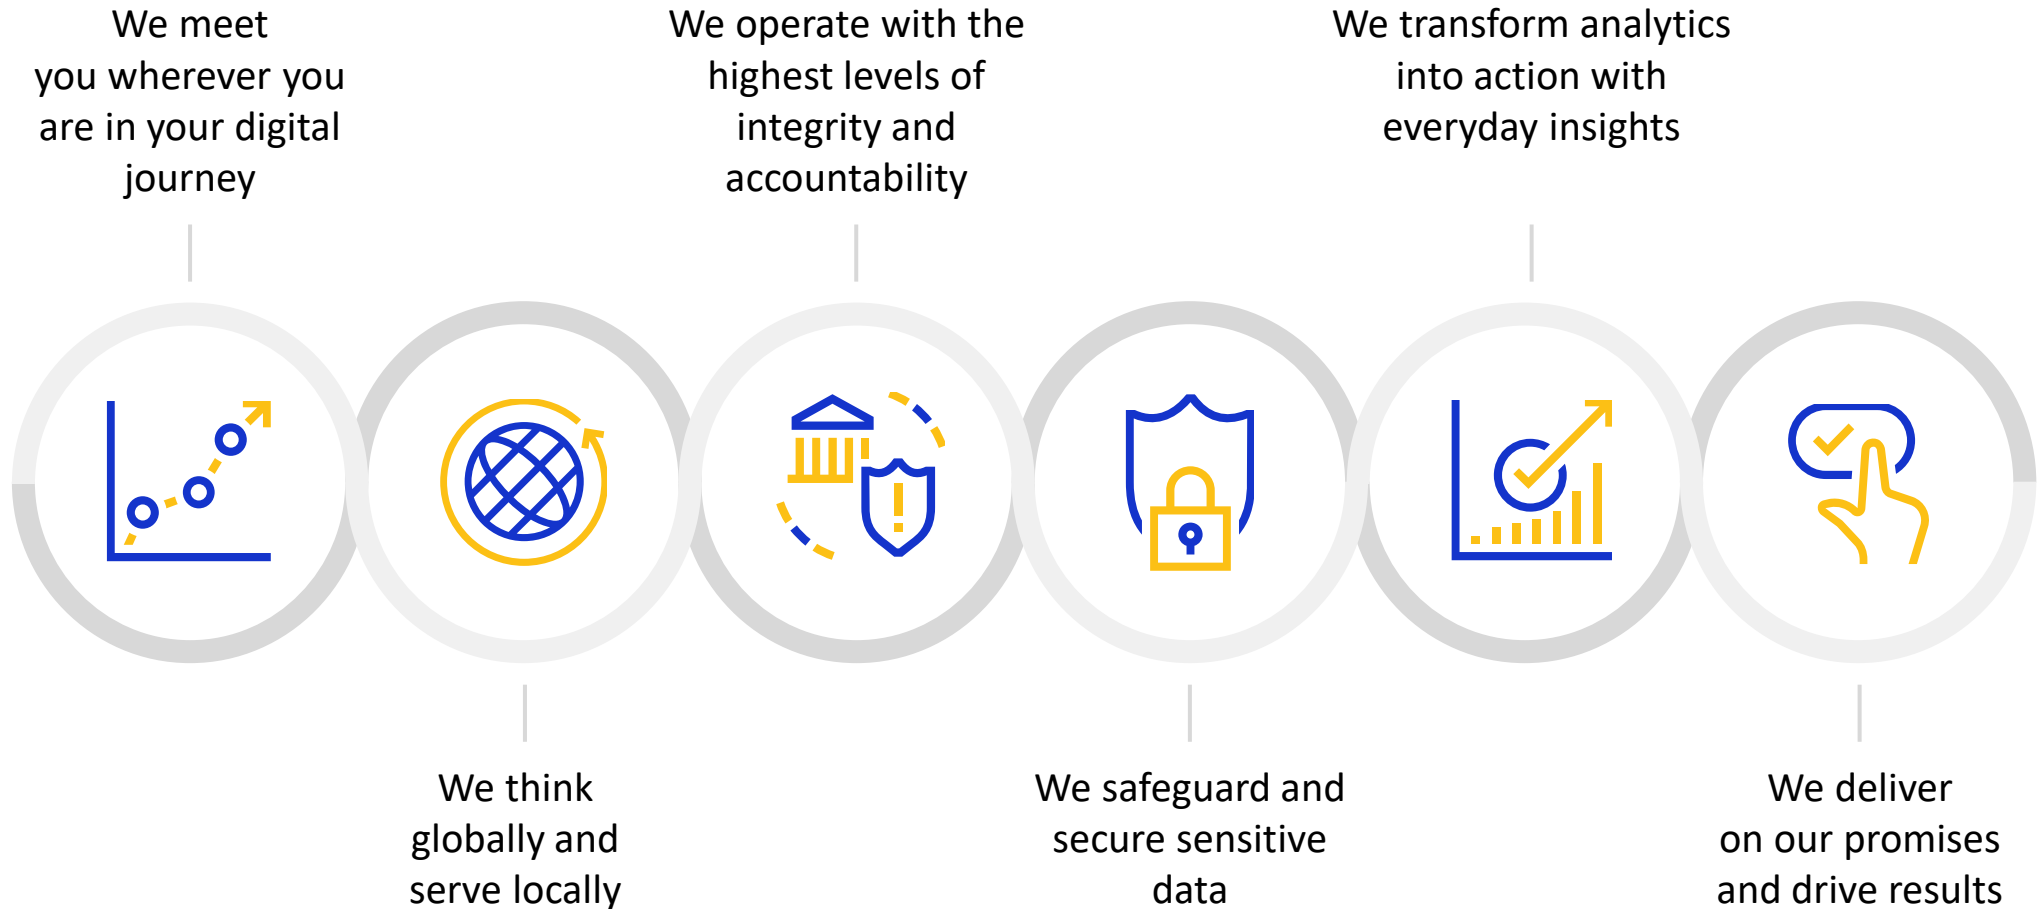 We meet
you wherever you
are in your digital
journey
We think
globally and
serve locally
We operate with the
highest levels of
integrity and
accountability
We safeguard and
secure sensitive
data
We transform analytics
into action with
everyday insights
We deliver
on our promises
and drive results